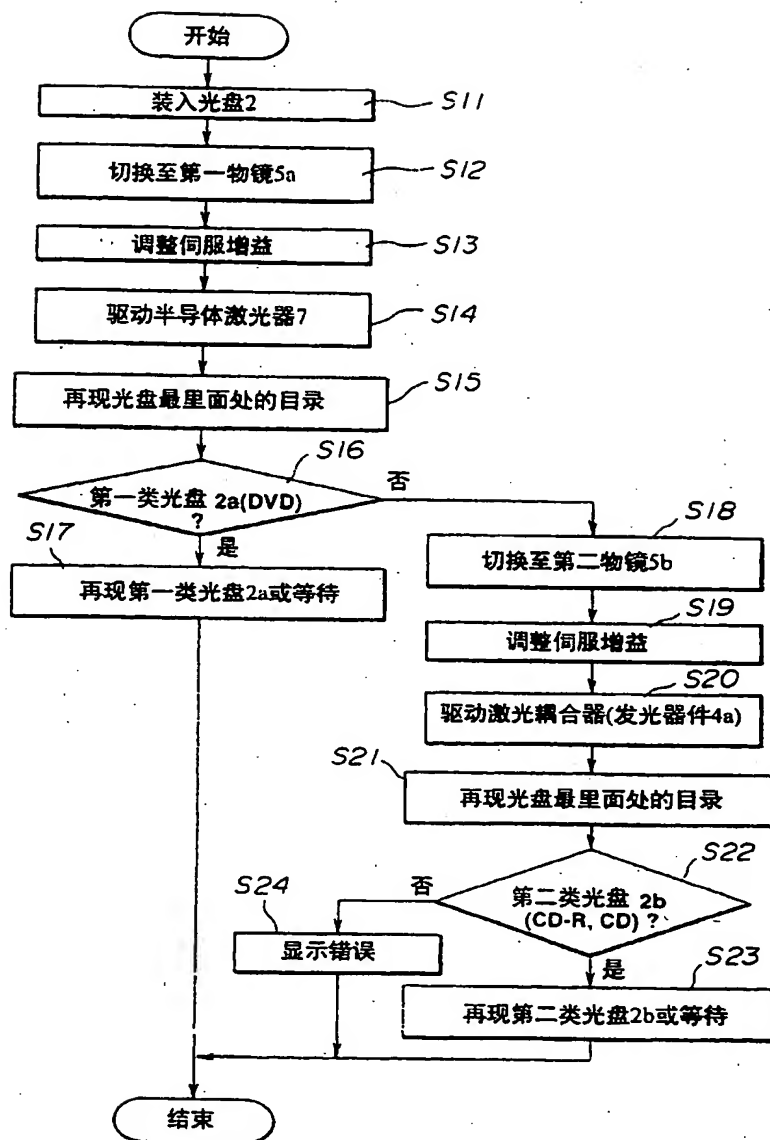 开始
装入光盘2
S11
切换至第一物镜5a
S12
调整伺服增益
S13
驱动半导体激光器7
S14
再现光盘最里面处的目录
S15
S16
第一类光盘 2a(DVD)
?
否
是
S17
再现第一类光盘2a或等待
S18
切换至第二物镜5b
S19
调整伺服增益
S20
驱动激光耦合器(发光器件4a)
S21
再现光盘最里面处的目录
S22
第二类光盘 2b
(CD-R, CD) ?
否
是
S24
显示错误
S23
再现第二类光盘2b或等待
结束